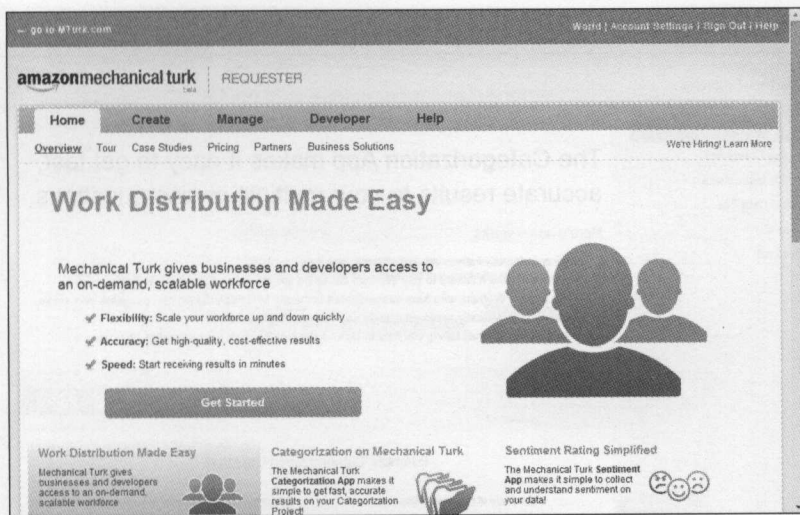 ← go to MTurk.com
World | Account Settings | Sign Out | Help
amazonmechanical turk
beta
REQUESTER
Home Create Manage Developer Help
Overview Tour Case Studies Pricing Partners Business Solutions
We're Hiring! Learn More
Work Distribution Made Easy
Mechanical Turk gives businesses and developers access to
an on-demand, scalable workforce
✔ Flexibility: Scale your workforce up and down quickly
✔ Accuracy: Get high-quality, cost-effective results
✔ Speed: Start receiving results in minutes
Get Started
Work Distribution Made Easy
Mechanical Turk gives
businesses and developers
access to an on-demand,
scalable workforce
Categorization on Mechanical Turk
The Mechanical Turk
Categorization App makes it
simple to get fast, accurate
results on your Categorization
Project!
Sentiment Rating Simplified
The Mechanical Turk Sentiment
App makes it simple to collect
and understand sentiment on
your data!